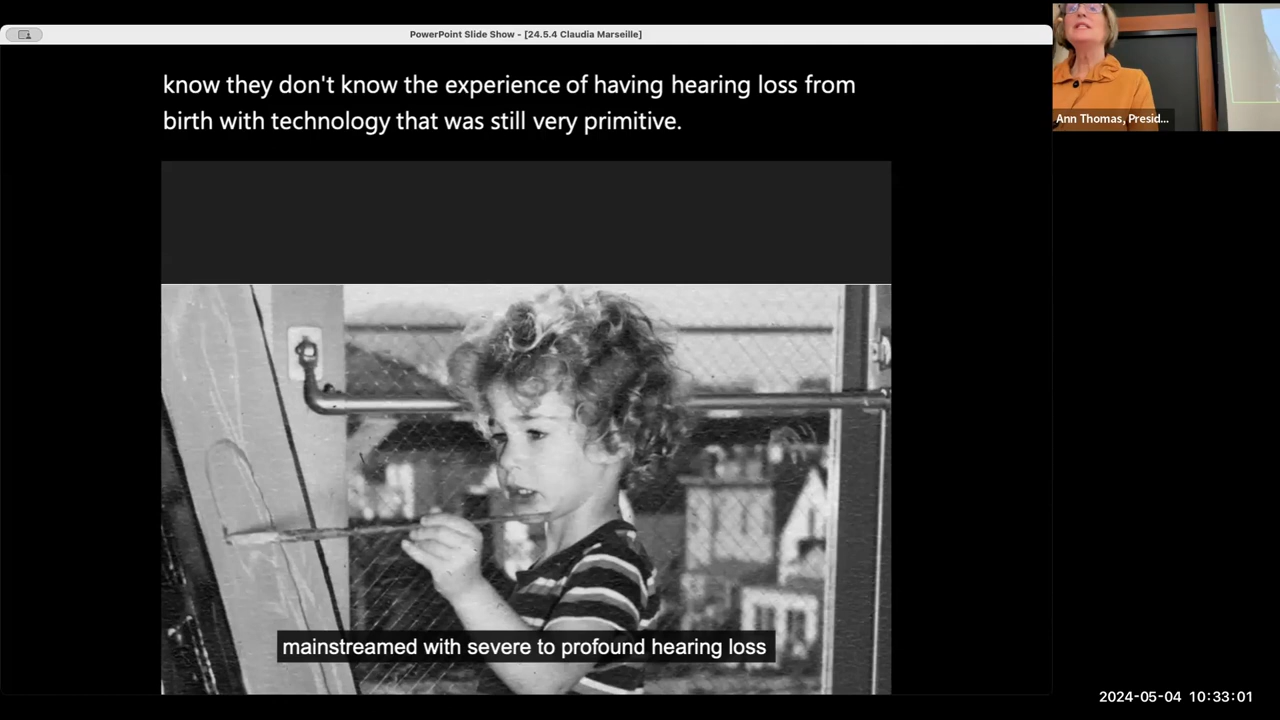 PowerPoint Slide Show - [24.5.4 Claudia Marseille]
know they don't know the experience of having hearing loss from
birth with technology that was still very primitive.
Ann Thomas, Presid...
mainstreamed with severe to profound hearing loss
2024-05-04 10:33:01